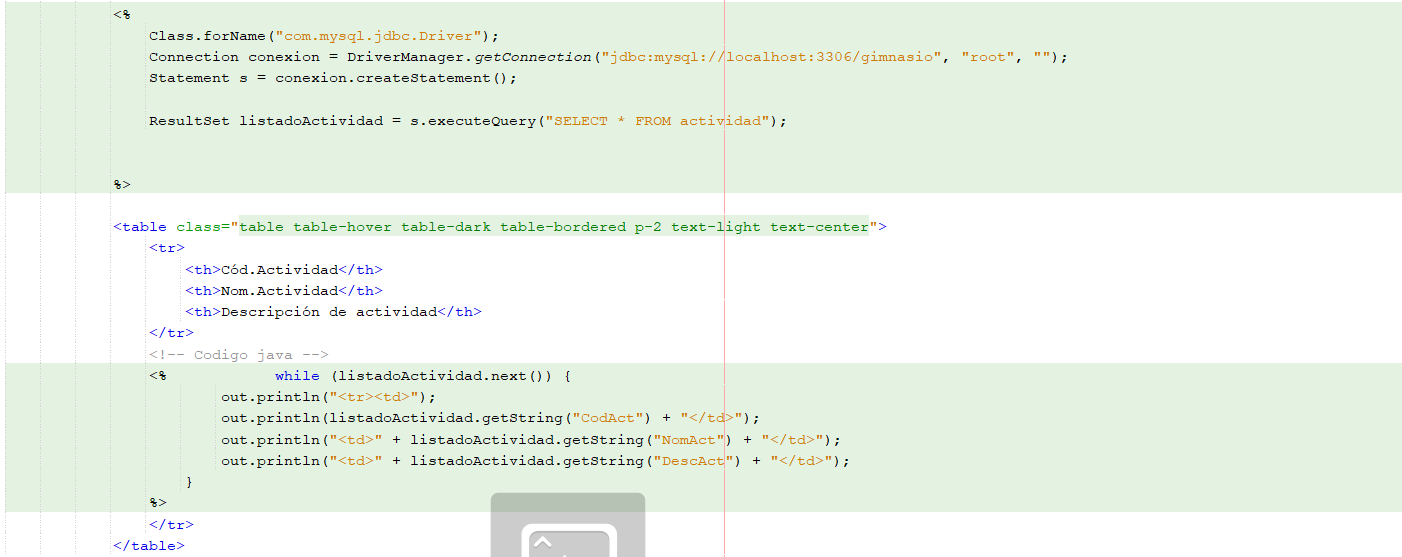 <%
Class.forName("com.mysql.jdbc.Driver");
Connection conexion = DriverManager.getConnection("jdbc:mysql://localhost:3306/gimnasio", "root", "");
Statement s = conexion.createStatement();
ResultSet listadoActividad = s.executeQuery("SELECT * FROM actividad");
%>
<table class="table table-hover table-dark table-bordered p-2 text-light text-center">
<tr>
<th>Cód.Actividad</th>
<th>Nom.Actividad</th>
<th>Descripción de actividad</th>
</tr>
<!-- Codigo java -->
<% while (listadoActividad.next()) {
out.println("<tr><td>");
out.println(listadoActividad.getString("CodAct") + "</td>");
out.println("<td>" + listadoActividad.getString("NomAct") + "</td>");
out.println("<td>" + listadoActividad.getString("DescAct") + "</td>");
}
%>
</tr>
</table>